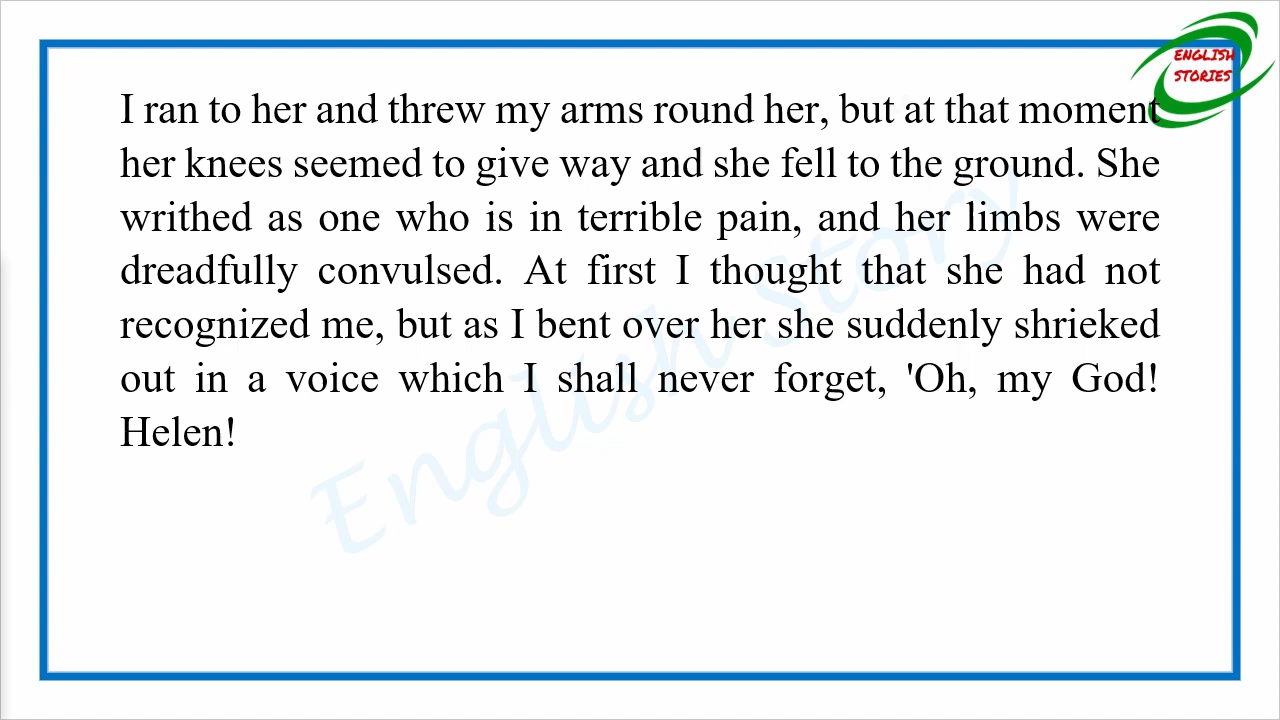 ENGLISH
STORIES
I ran to her and threw my arms round her, but at that moment
her knees seemed to give way and she fell to the ground. She
writhed as one who is in terrible pain, and her limbs were
dreadfully convulsed. At first I thought that she had not
recognized me, but as I bent over her she suddenly shrieked
out in a voice which I shall never forget, 'Oh, my God!
Helen!
English Story